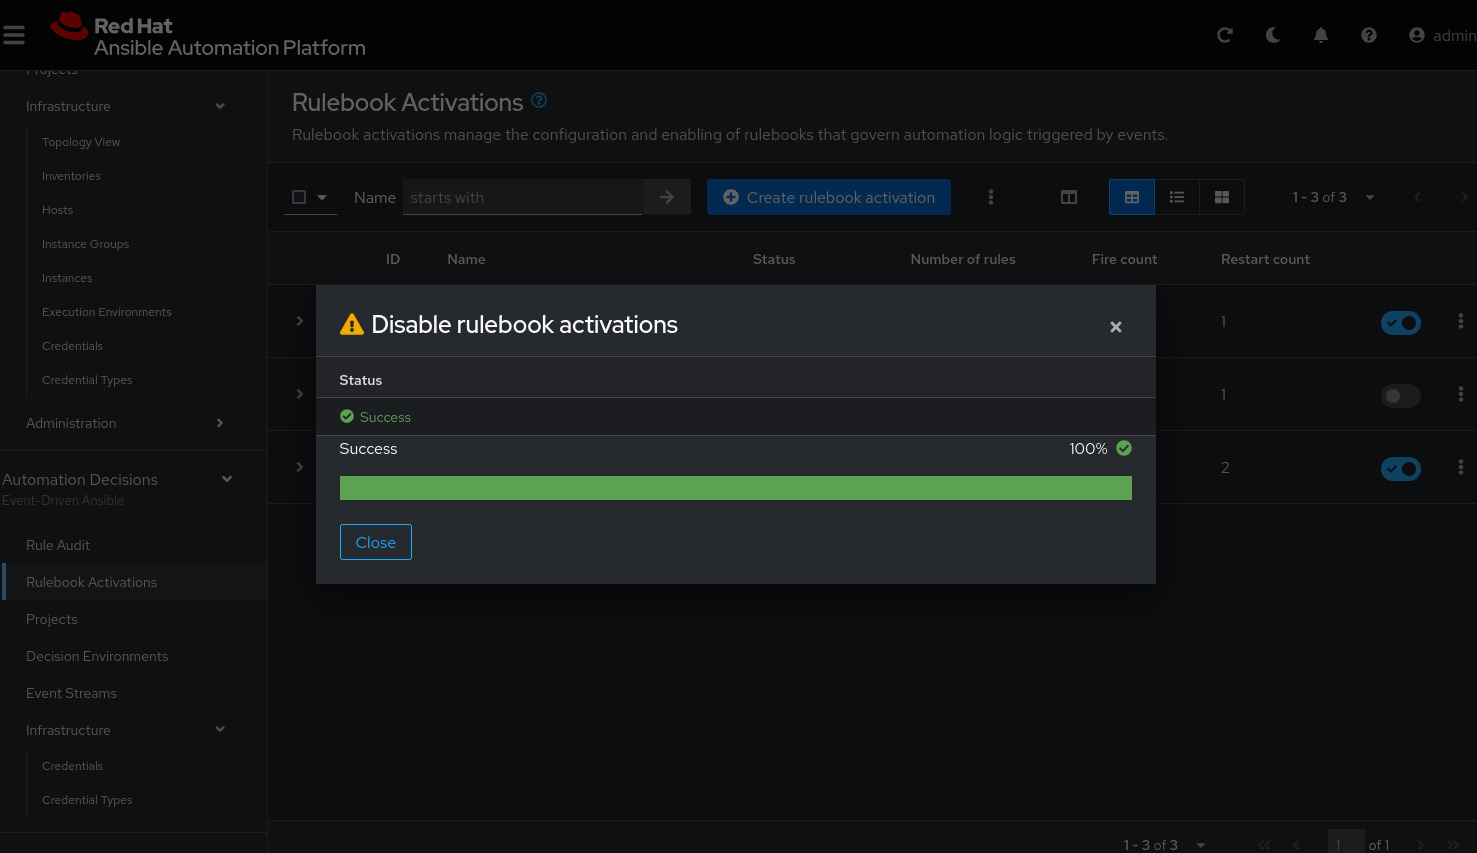 Red Hat
Ansible Automation Platform
admin
Projects
Infrastructure
Topology View
Inventories
Hosts
Instance Groups
Instances
Execution Environments
Credentials
Credential Types
Administration
Automation Decisions
Event-Driven Ansible
Rule Audit
Rulebook Activations
Projects
Decision Environments
Event Streams
Infrastructure
Credentials
Credential Types
Rulebook Activations
Rulebook activations manage the configuration and enabling of rulebooks that govern automation logic triggered by events.
Name starts with Create rulebook activation 1 - 3 of 3
ID Name Status Number of rules Fire count Restart count
1
1
2
Disable rulebook activations
Status
Success
Success 100%
Close
1 - 3 of 3 1 of 1